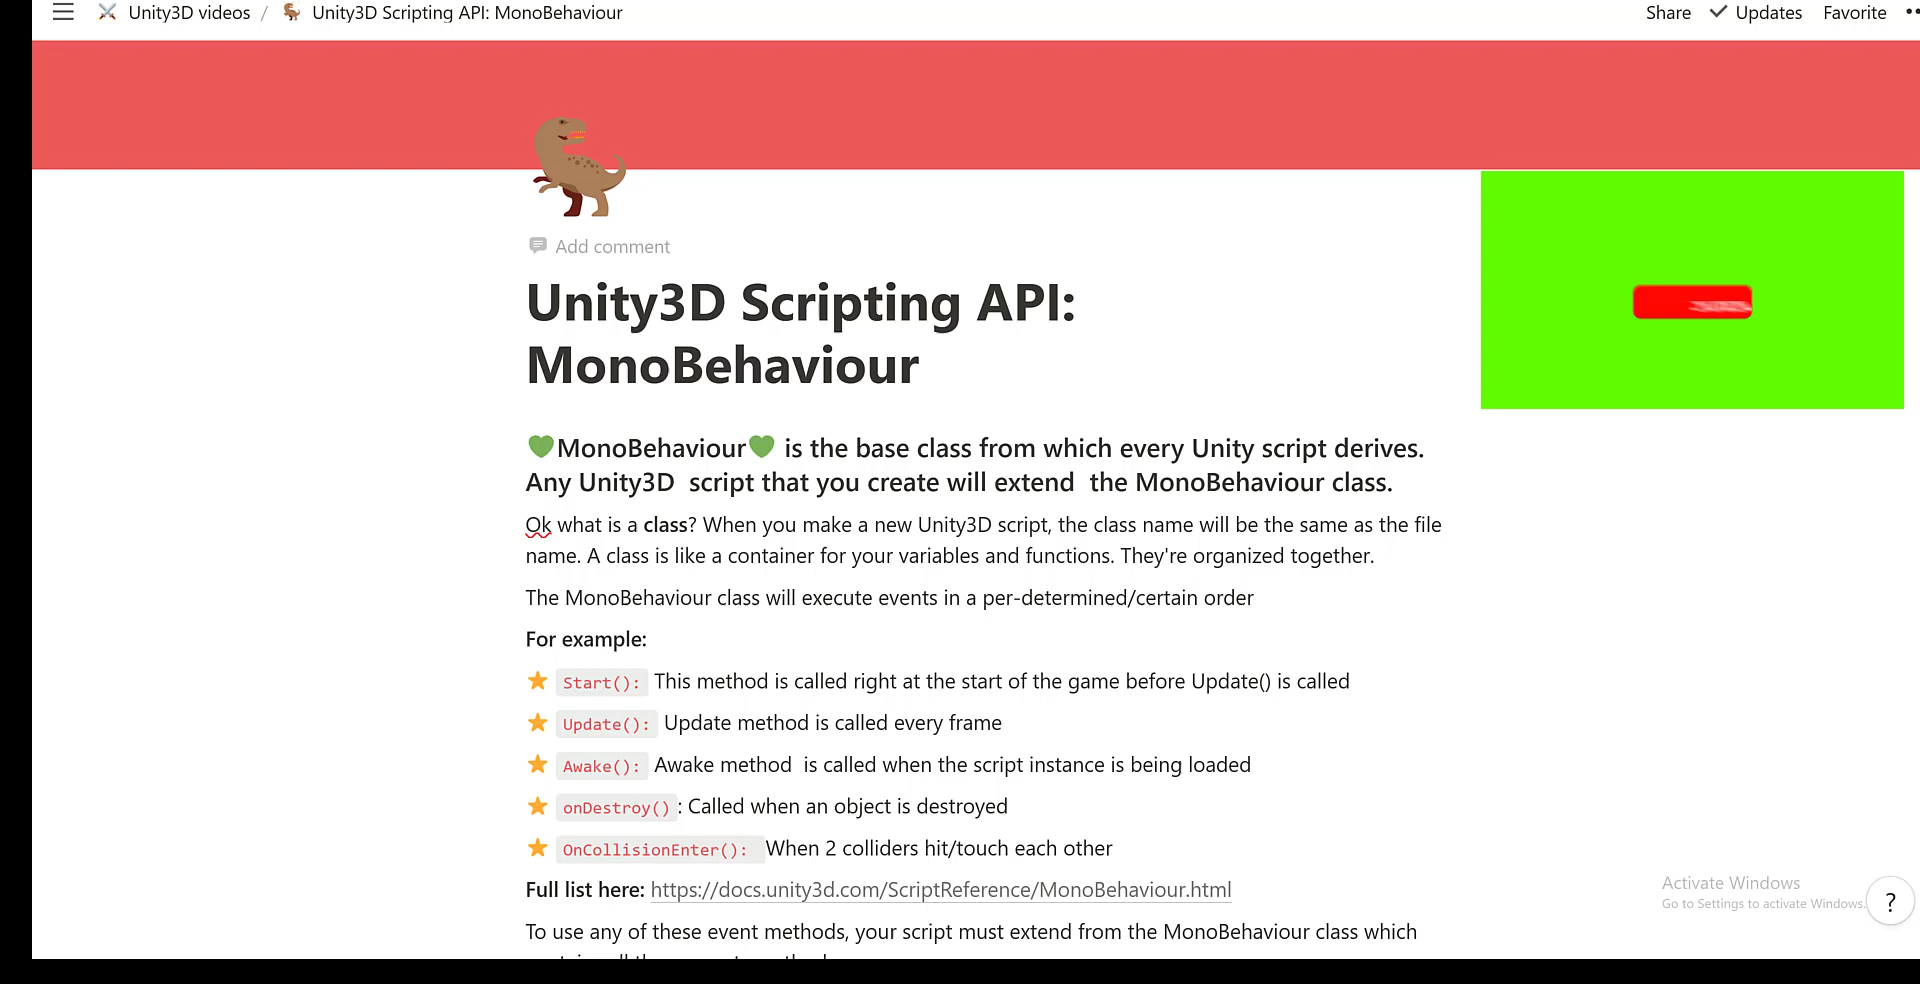 Unity3D videos / Unity3D Scripting API: MonoBehaviour
Share Updates Favorite
Add comment
Unity3D Scripting API:
MonoBehaviour
MonoBehaviour is the base class from which every Unity script derives.
Any Unity3D script that you create will extend the MonoBehaviour class.
Ok what is a class? When you make a new Unity3D script, the class name will be the same as the file
name. A class is like a container for your variables and functions. They're organized together.
The MonoBehaviour class will execute events in a per-determined/certain order
For example:
Start(): This method is called right at the start of the game before Update() is called
Update(): Update method is called every frame
Awake(): Awake method is called when the script instance is being loaded
onDestroy(): Called when an object is destroyed
OnCollisionEnter(): When 2 colliders hit/touch each other
Full list here: https://docs.unity3d.com/ScriptReference/MonoBehaviour.html
To use any of these event methods, your script must extend from the MonoBehaviour class which
Activate Windows
Go to Settings to activate Windows.
?